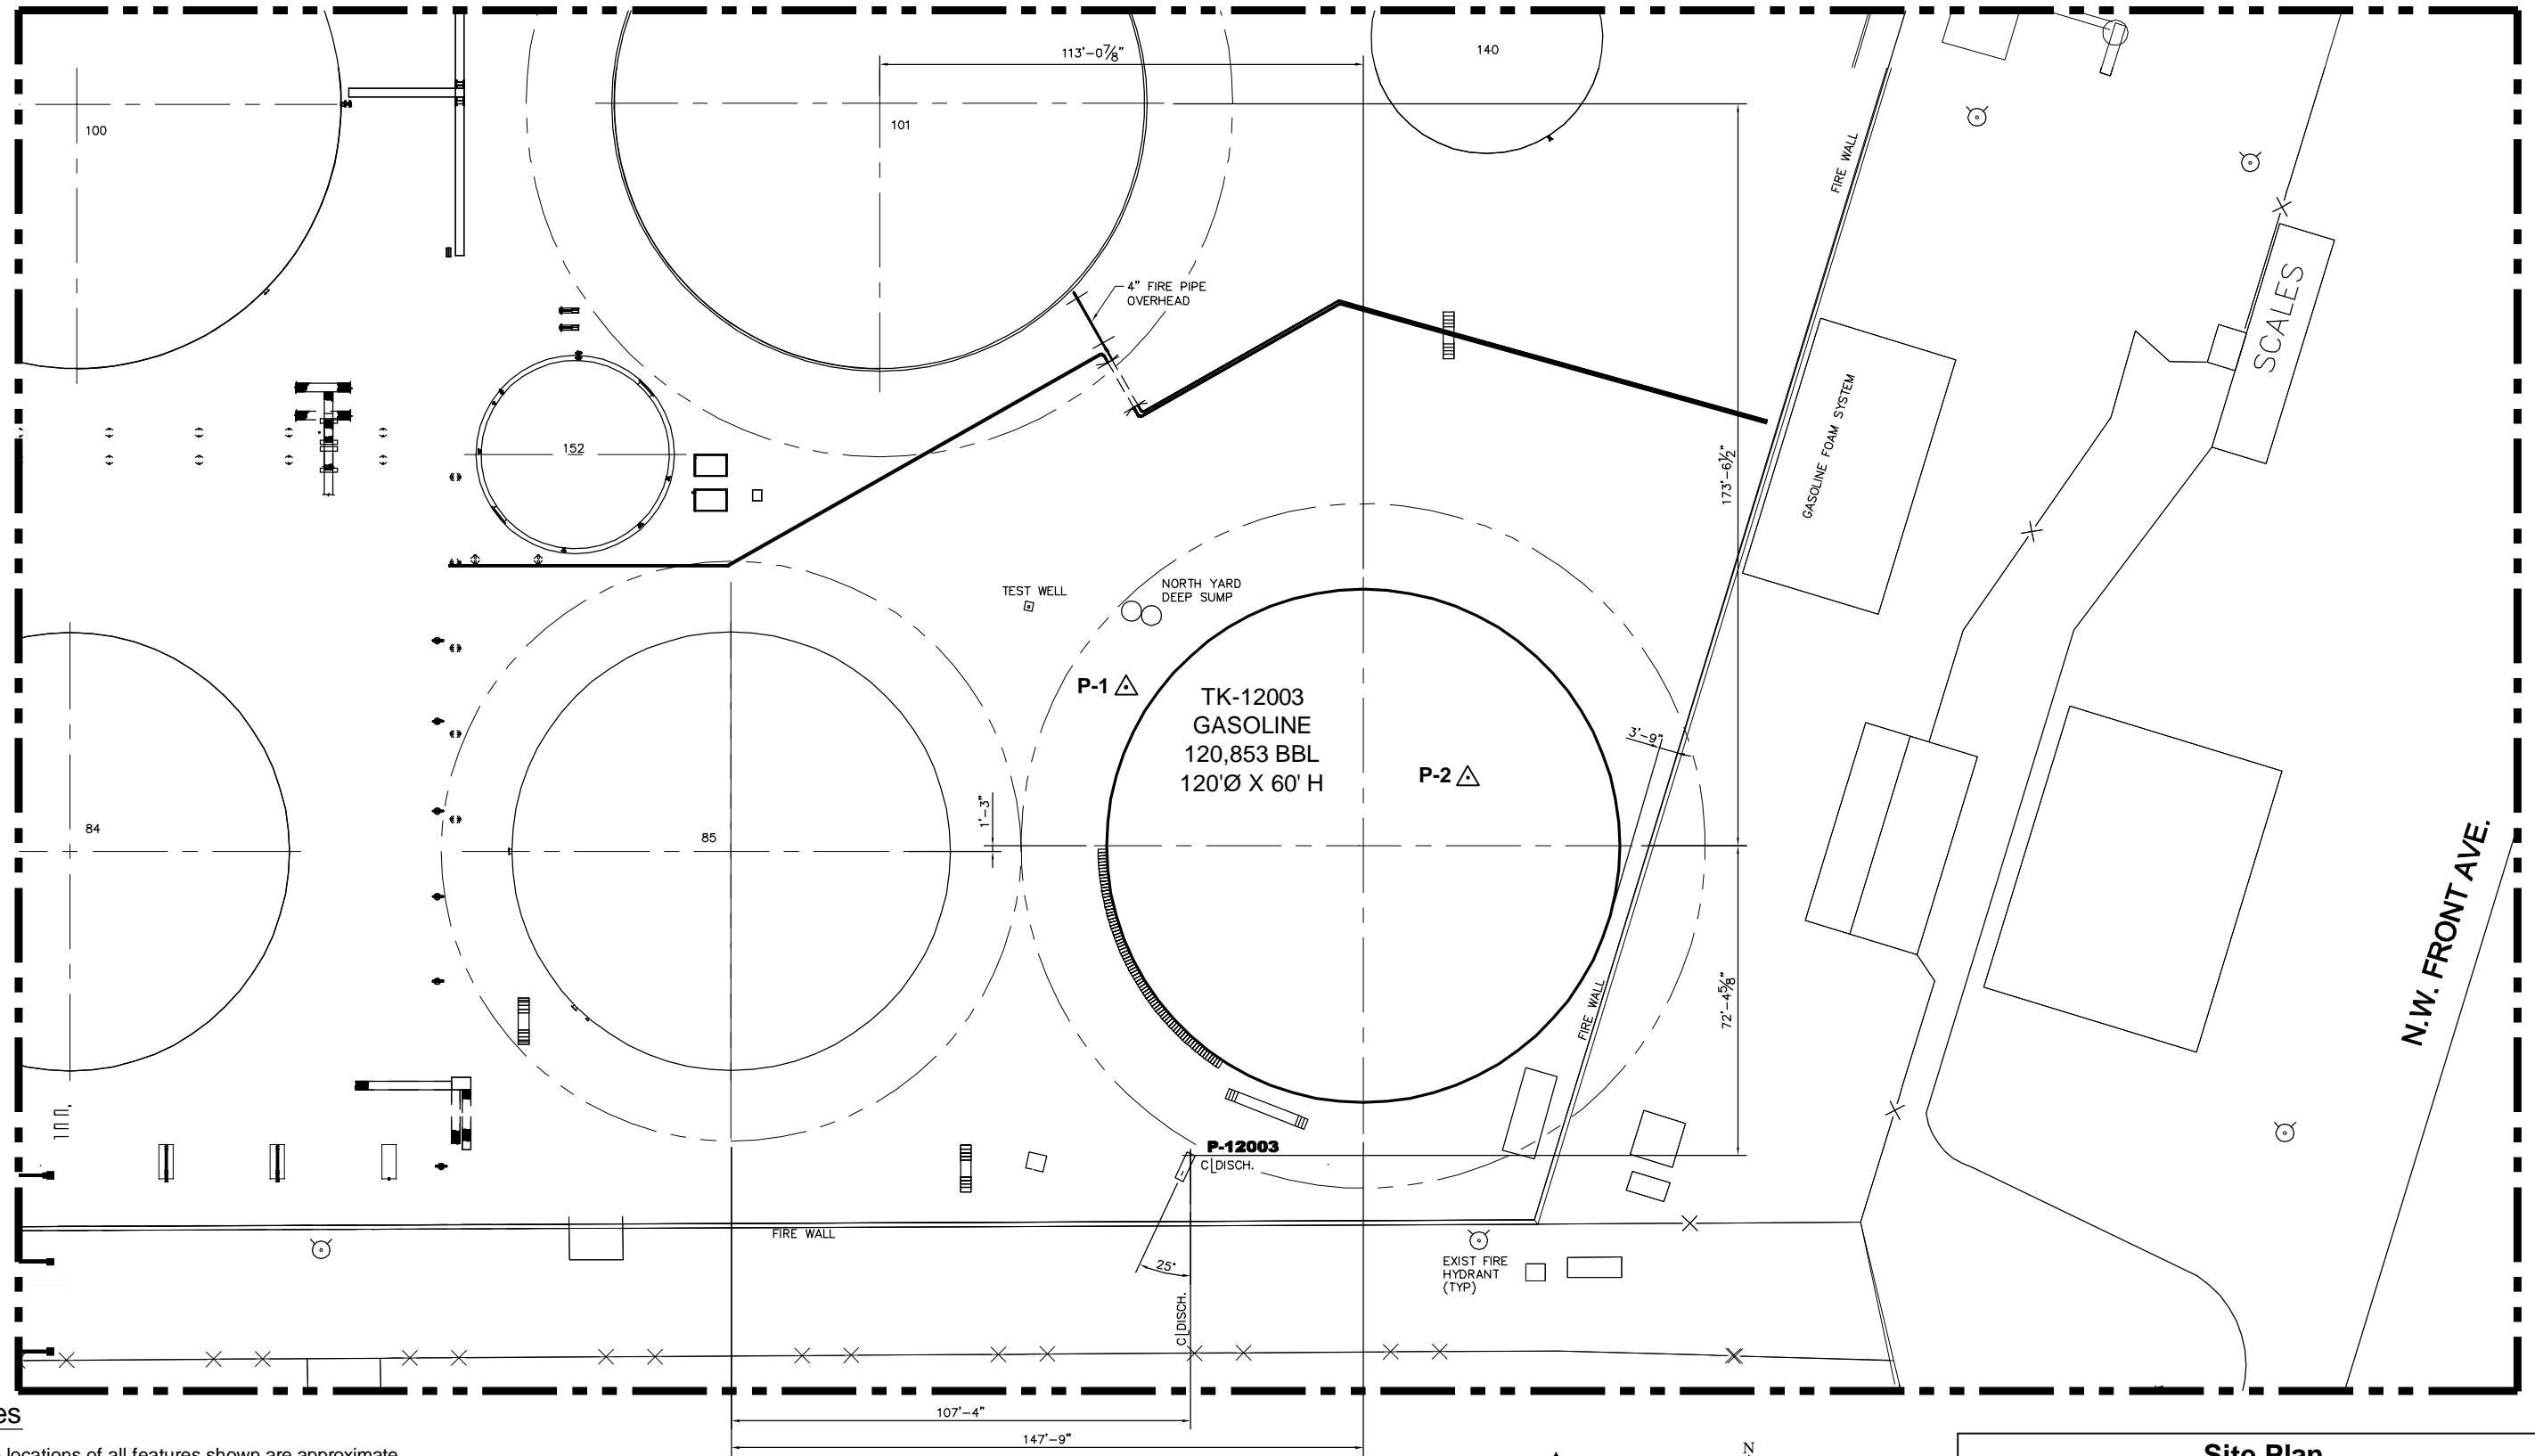 113'-0⅞"
140
100
101
FIRE WALL
4" FIRE PIPE
OVERHEAD
SCALES
152
173'-6½"
GASOLINE FOAM SYSTEM
TEST WELL
NORTH YARD
DEEP SUMP
P-1
TK-12003
GASOLINE
120,853 BBL
120'Ø X 60' H
P-2
3'-9"
1'-3"
84
85
N.W. FRONT AVE.
72'-4⅝"
FIRE WALL
P-12003
CL DISCH.
FIRE WALL
25°
EXIST FIRE
HYDRANT
(TYP)
CL DISCH.
107'-4"
147'-9"
locations of all features shown are approximate
N
Site Plan